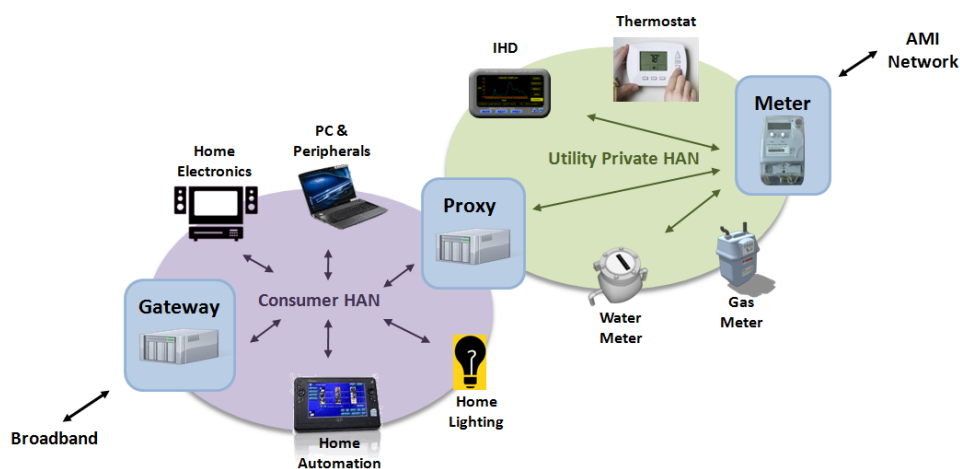 Thermostat
IHD
AMI
Network
Meter
PC &
Peripherals
Home
Electronics
Utility Private HAN
Proxy
Consumer HAN
Gateway
Water
Meter
Gas
Meter
Home
Lighting
Broadband
Home
Automation